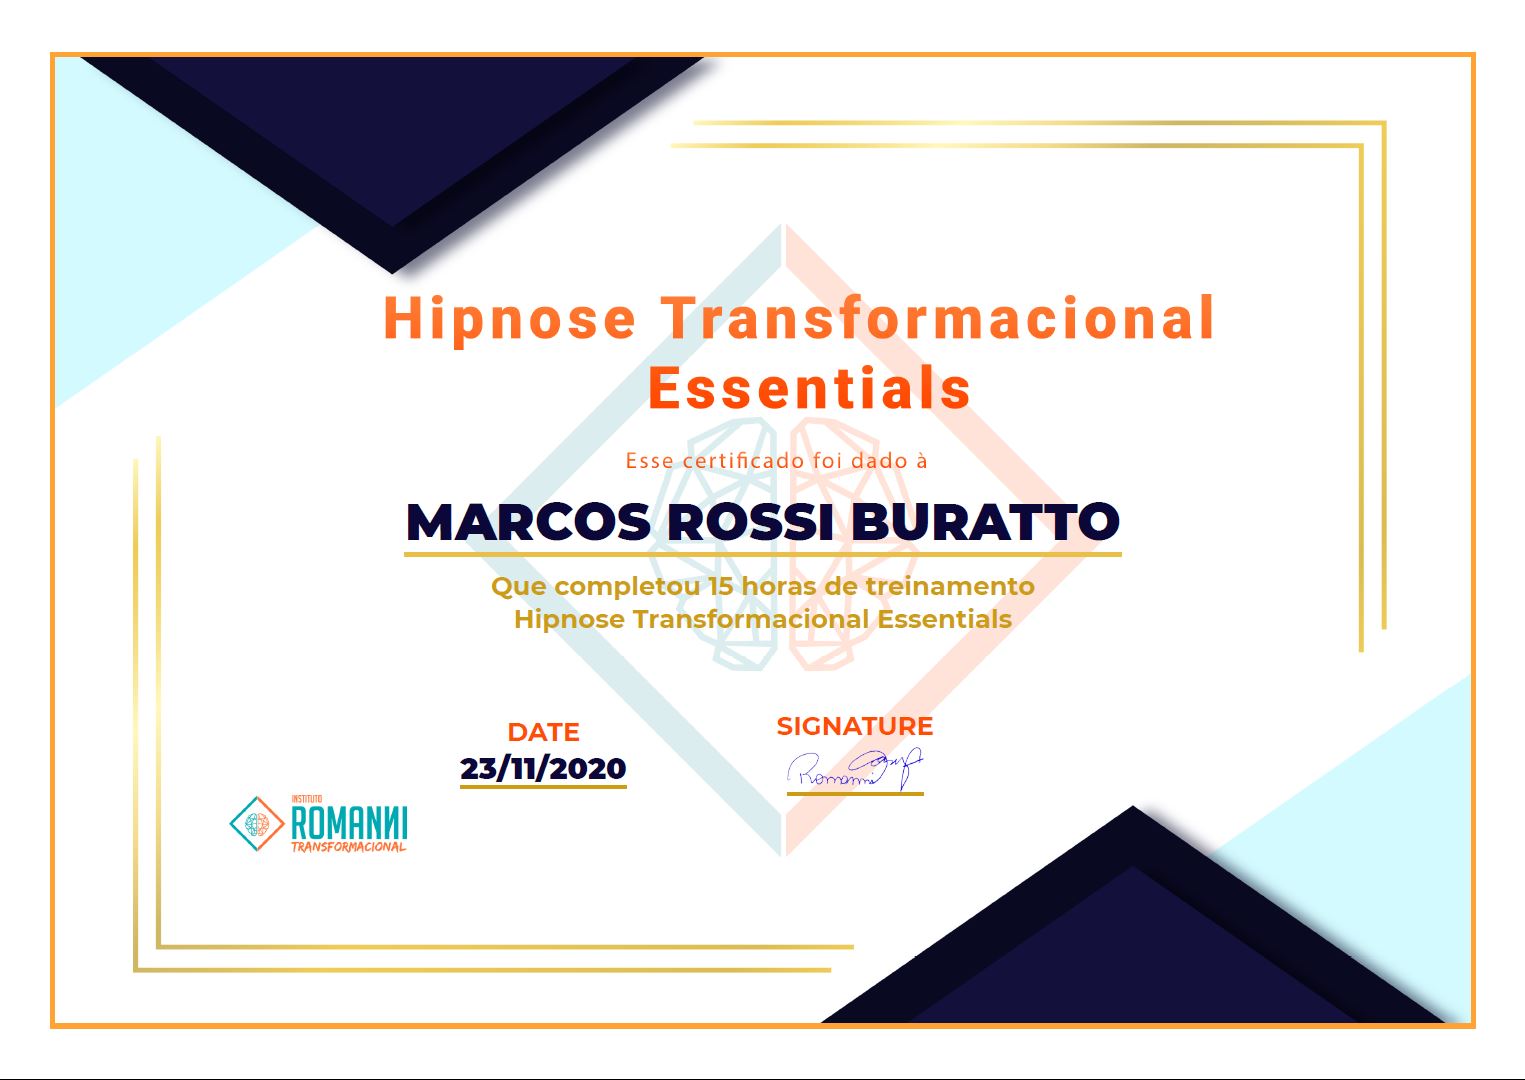 Hipnose Transformacional
Essentials
Esse certificado foi dado à
MARCOS ROSSI BURATTO
Que completou 15 horas de treinamento
Hipnose Transformacional Essentials
DATE
23/11/2020
SIGNATURE
Romanni
INSTITUTO
ROMANNI
TRANSFORMACIONAL